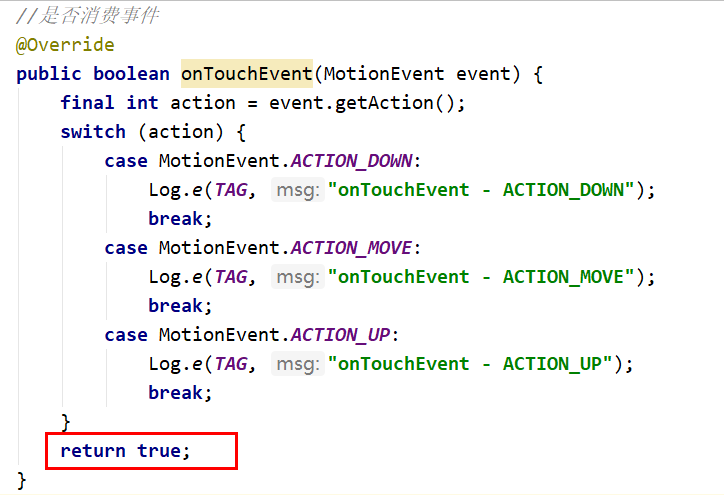 //是否消费事件
@Override
public boolean onTouchEvent(MotionEvent event) {
final int action = event.getAction();
switch (action) {
case MotionEvent.ACTION_DOWN:
Log.e(TAG, msg: "onTouchEvent - ACTION_DOWN");
break;
case MotionEvent.ACTION_MOVE:
Log.e(TAG, msg: "onTouchEvent - ACTION_MOVE");
break;
case MotionEvent.ACTION_UP:
Log.e(TAG, msg: "onTouchEvent - ACTION_UP");
break;
}
return true;
}